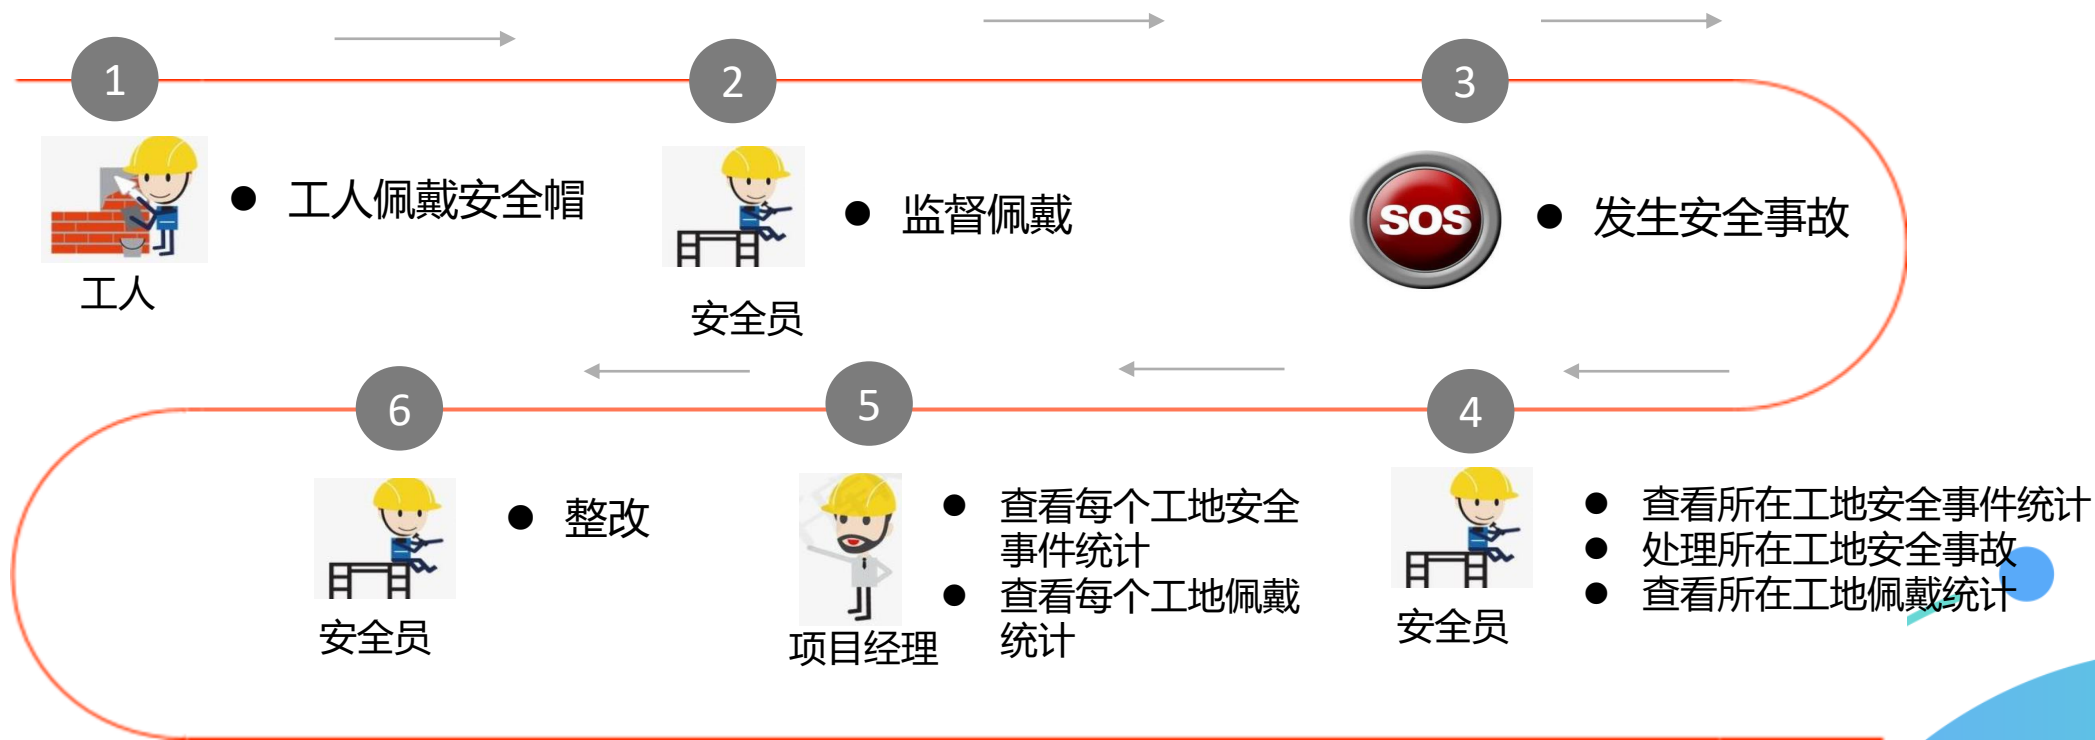 1
2
3
工人佩戴安全帽
监督佩戴
SOS
发生安全事故
工人
安全员
6
5
4
整改
查看每个工地安全
事件统计
查看每个工地佩戴
统计
查看所在工地安全事件统计
处理所在工地安全事故
查看所在工地佩戴统计
安全员
项目经理
安全员